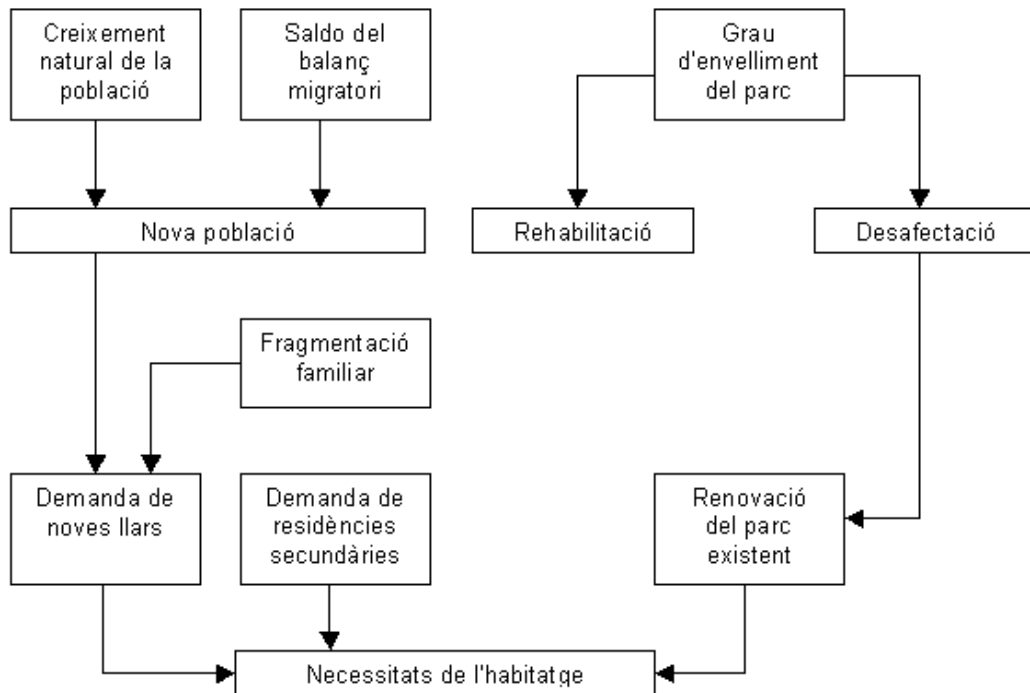 Creixement
natural de la
població
Saldo del
balanç
migratori
Grau
d'envelliment
del parc
Nova població
Rehabilitació
Desafectació
Fragmentació
familiar
Demanda de
noves llars
Demanda de
residències
secundàries
Renovació
del parc
existent
Necessitats de l'habitatge